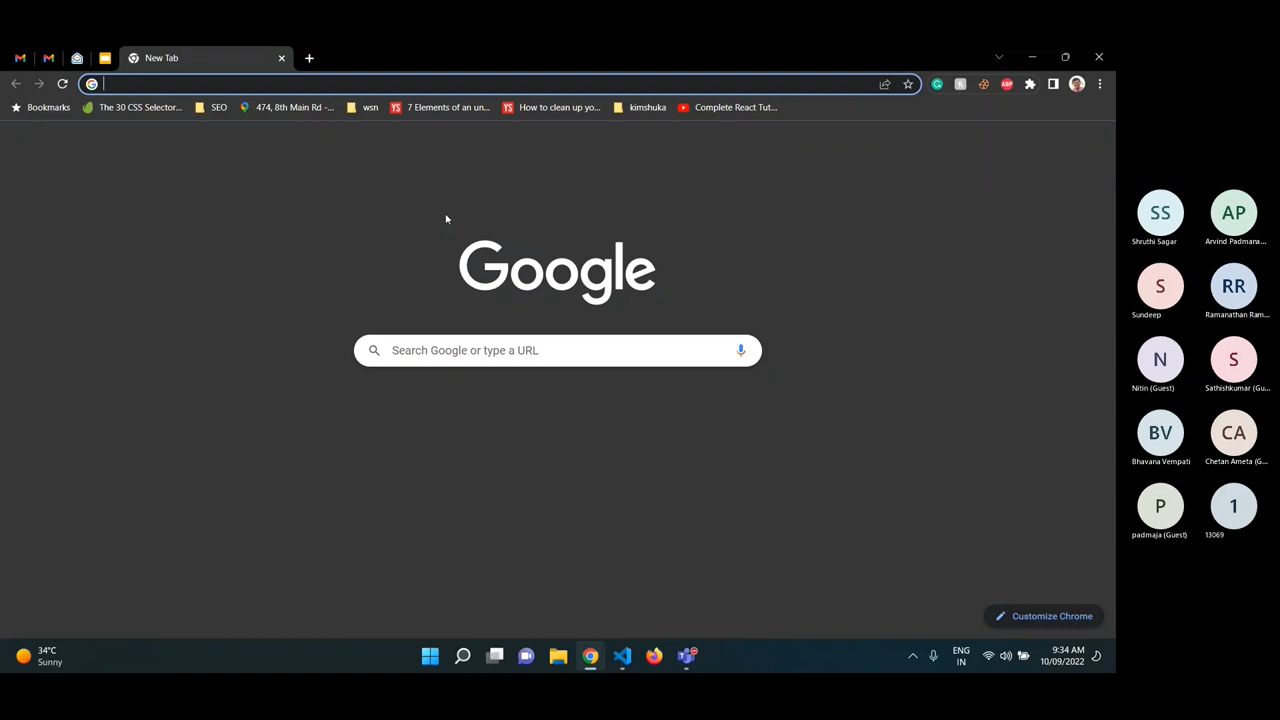 New Tab
Bookmarks
The 30 CSS Selector...
SEO
474, 8th Main Rd -...
wsn
YS
7 Elements of an un...
YS
How to clean up yo...
kimshuka
Complete React Tut...
ABP
Google
Search Google or type a URL
Customize Chrome
SS
Shruthi Sagar
AP
Arvind Padmana...
S
Sundeep
RR
Ramanathan Ram...
N
Nitin (Guest)
S
Sathishkumar (Gu...
BV
Bhavana Vempati
CA
Chetan Ameta (G...
P
padmaja (Guest)
1
13069
34°C
Sunny
ENG
IN
9:34 AM
10/09/2022